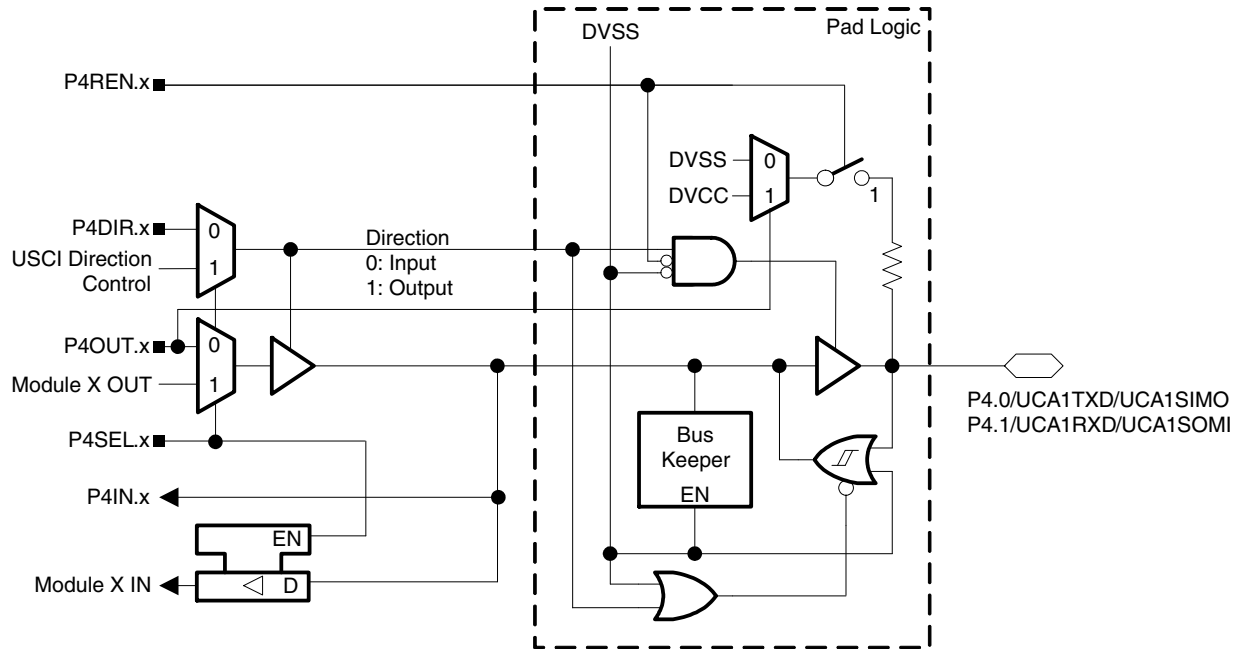 Pad Logic
DVSS
P4REN.x
DVSS
0
DVCC
1
1
P4DIR.x
0
USCI Direction
Control
1
Direction
0: Input
1: Output
P4OUT.x
0
Module X OUT
1
P4.0/UCA1TXD/UCA1SIMO
P4.1/UCA1RXD/UCA1SOMI
P4SEL.x
Bus
Keeper
EN
P4IN.x
EN
Module X IN
D